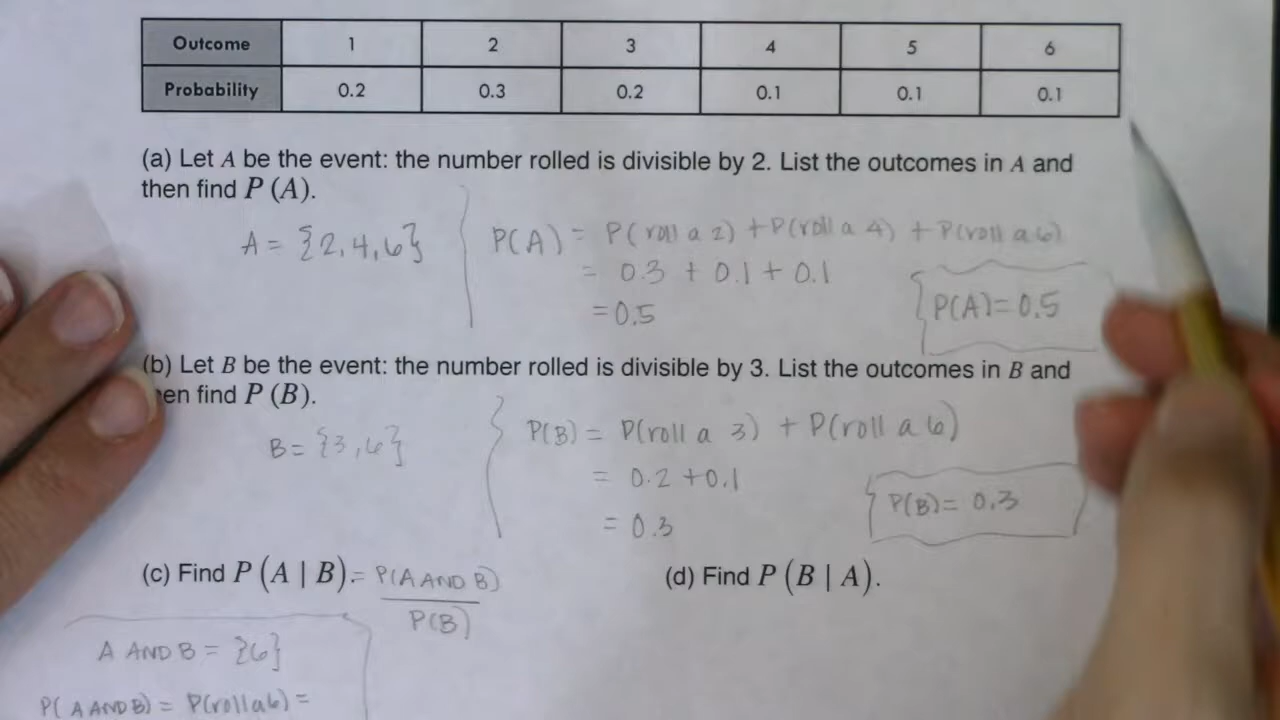 Outcome 1 2 3 4 5 6
Probability 0.2 0.3 0.2 0.1 0.1 0.1
(a) Let A be the event: the number rolled is divisible by 2. List the outcomes in A and
then find P (A).
A = {2,4,6}
P(A) = P(roll a 2) + P(roll a 4) + P(roll a 6)
= 0.3 + 0.1 + 0.1
= 0.5
P(A) = 0.5
(b) Let B be the event: the number rolled is divisible by 3. List the outcomes in B and
en find P (B).
B = {3,6}
P(B) = P(roll a 3) + P(roll a 6)
= 0.2 + 0.1
= 0.3
P(B) = 0.3
(c) Find P (A | B). = P(A AND B)
P(B)
A AND B = {6}
P(A AND B) = P(roll a 6) =
(d) Find P (B | A).